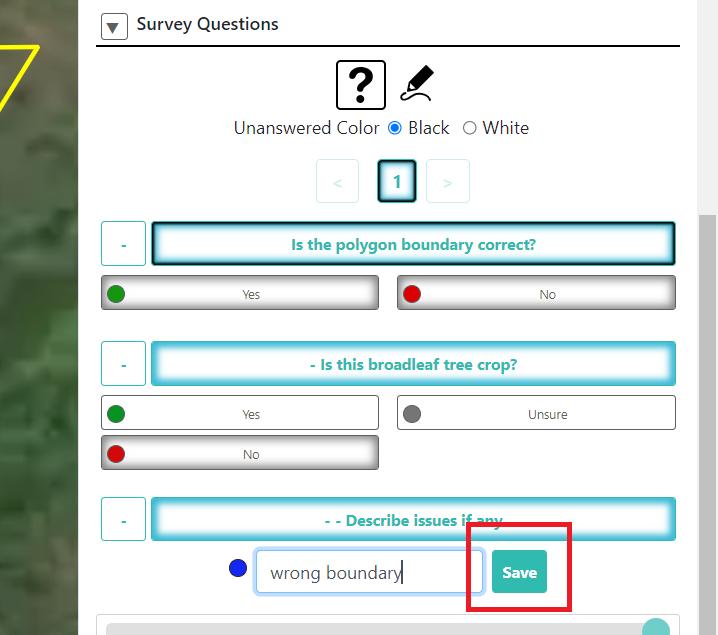 ▼ Survey Questions
?
Unanswered Color Black White
< 1 >
- Is the polygon boundary correct?
Yes No
- - Is this broadleaf tree crop?
Yes Unsure
No
- - - Describe issues if any
wrong boundary Save